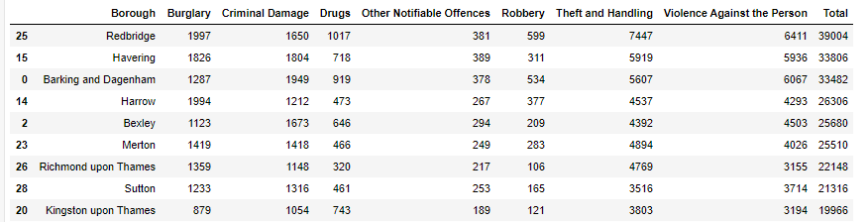 Borough Burglary Criminal Damage Drugs Other Notifiable Offences Robbery Theft and Handling Violence Against the Person Total
25 Redbridge 1997 1650 1017 381 599 7447 6411 39004
15 Havering 1826 1804 718 389 311 5919 5936 33806
0 Barking and Dagenham 1287 1949 919 378 534 5607 6067 33482
14 Harrow 1994 1212 473 267 377 4537 4293 26306
2 Bexley 1123 1673 646 294 209 4392 4503 25680
23 Merton 1419 1418 466 249 283 4894 4026 25510
26 Richmond upon Thames 1359 1148 320 217 106 4769 3155 22148
28 Sutton 1233 1316 461 253 165 3516 3714 21316
20 Kingston upon Thames 879 1054 743 189 121 3803 3194 19966